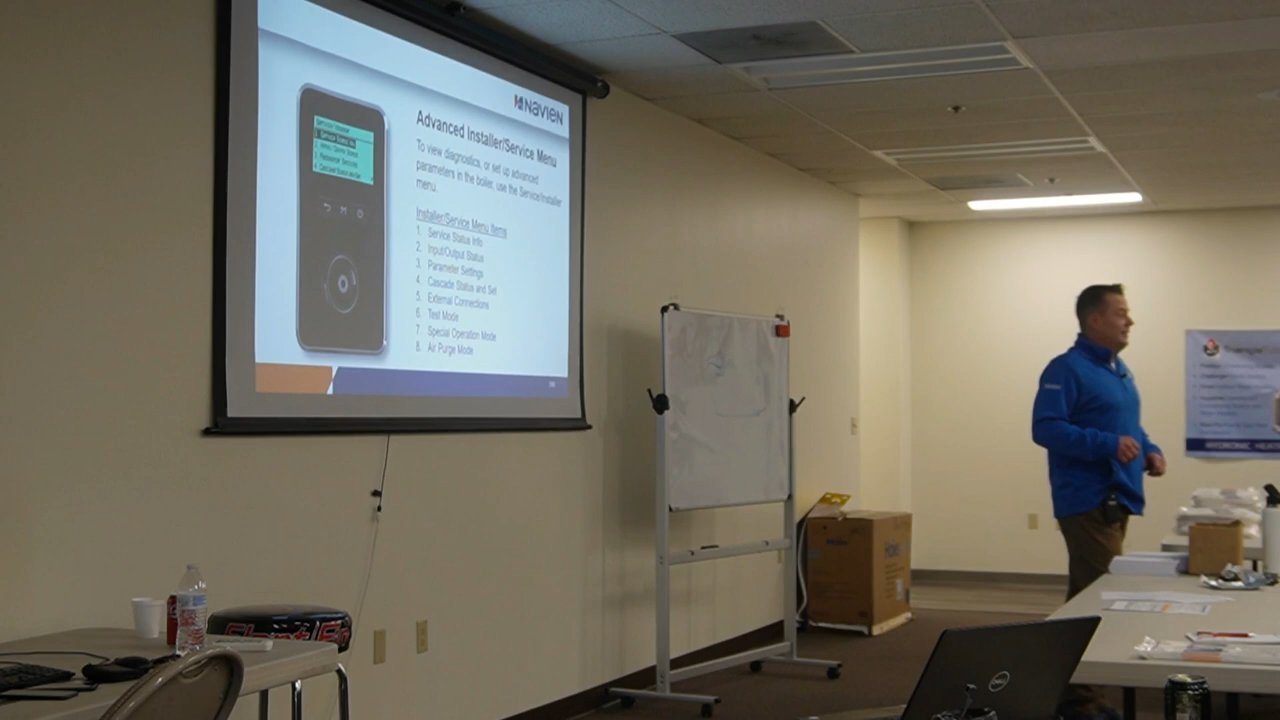 NAVIEN
Advanced Installer/Service Menu
To view diagnostics, or set up advanced
parameters in the boiler, use the Service/Installer
menu.
Installer/Service Menu Items
1. Service Status Info
2. Input/Output Status
3. Parameter Settings
4. Cascade Status and Set
5. External Connections
6. Test Mode
7. Special Operation Mode
8. Air Purge Mode
HYDRONIC HEAT
DELL